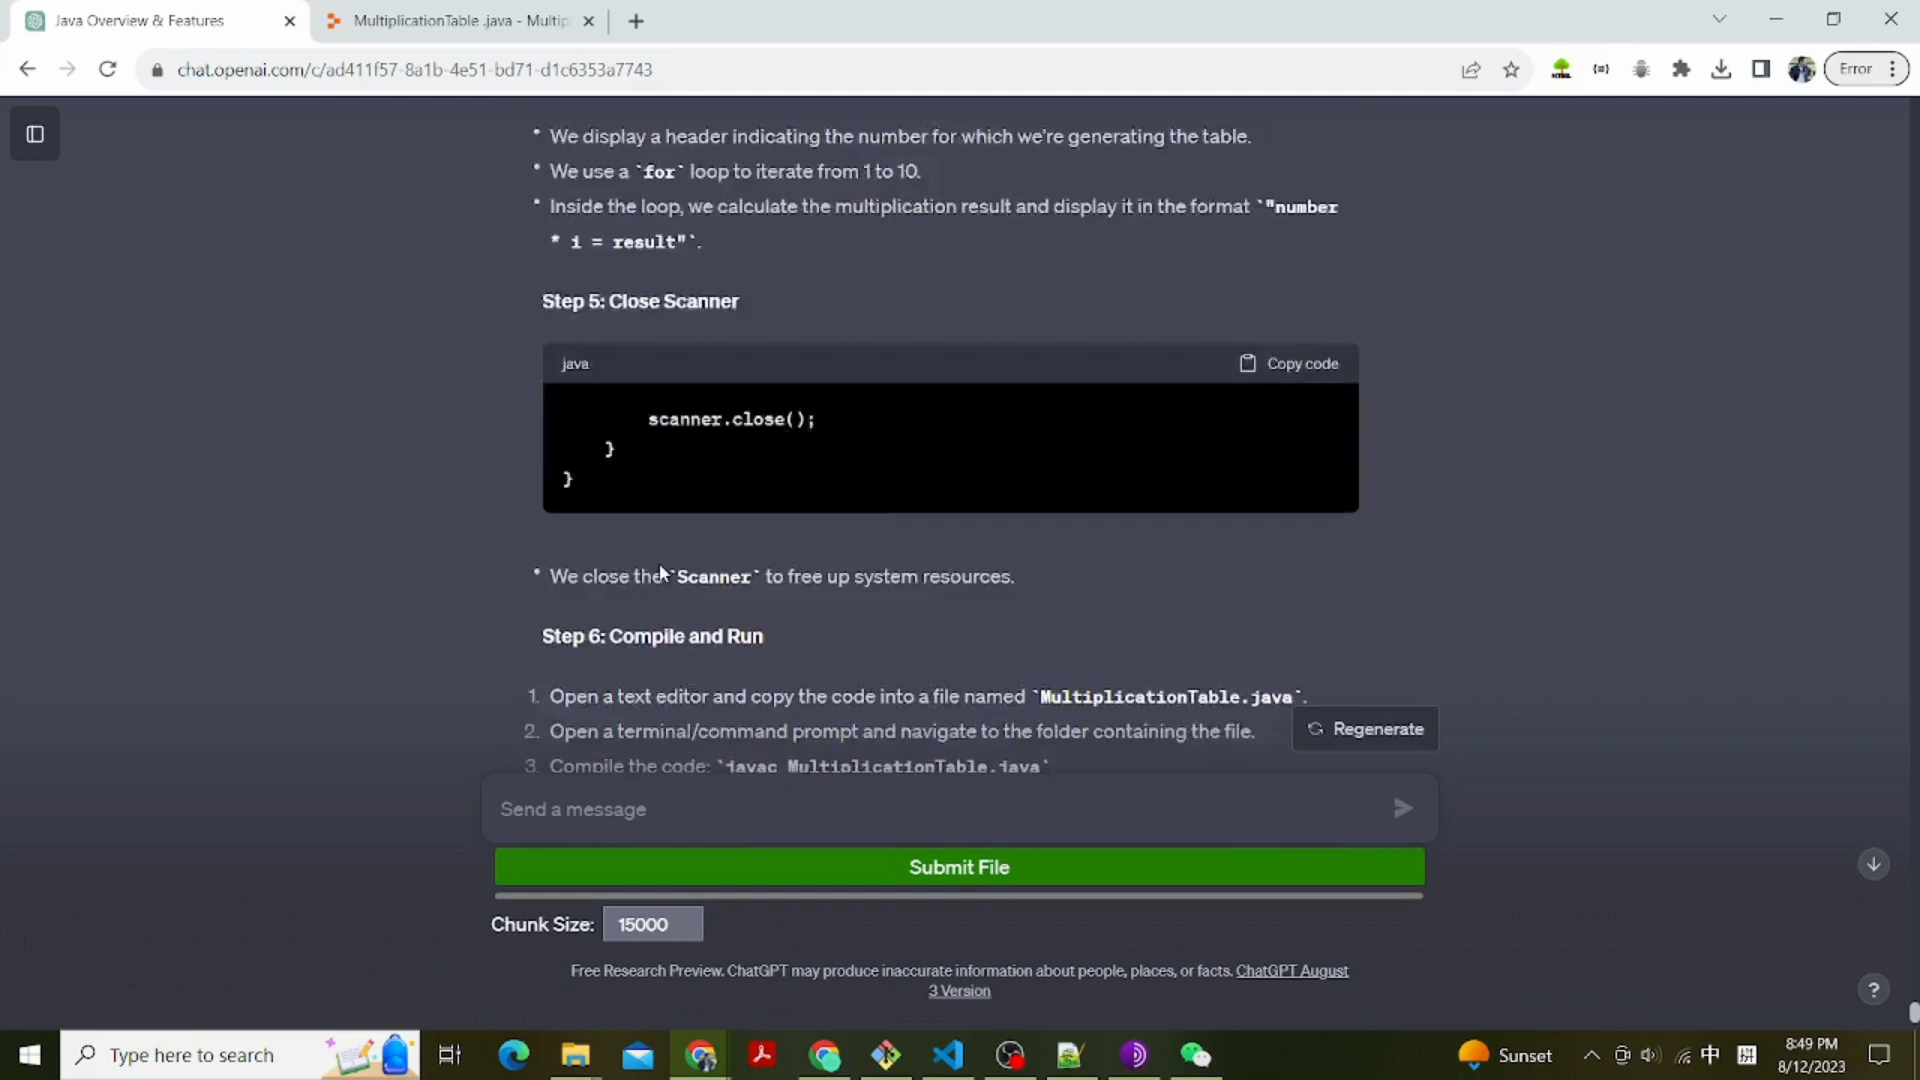 Java Overview & Features
MultiplicationTable .java - Multip
chat.openai.com/c/ad411f57-8a1b-4e51-bd71-d1c6353a7743
Error
• We display a header indicating the number for which we're generating the table.
• We use a `for` loop to iterate from 1 to 10.
• Inside the loop, we calculate the multiplication result and display it in the format `"number
* i = result"`.
Step 5: Close Scanner
java
Copy code
scanner.close();
}
}
• We close the `Scanner` to free up system resources.
Step 6: Compile and Run
1. Open a text editor and copy the code into a file named `MultiplicationTable.java`.
2. Open a terminal/command prompt and navigate to the folder containing the file.
Regenerate
3. Compile the code: `javac MultiplicationTable.java`
Send a message
Submit File
Chunk Size: 15000
Free Research Preview. ChatGPT may produce inaccurate information about people, places, or facts. ChatGPT August
3 Version
?
Type here to search
Sunset
中
拼
8:49 PM
8/12/2023